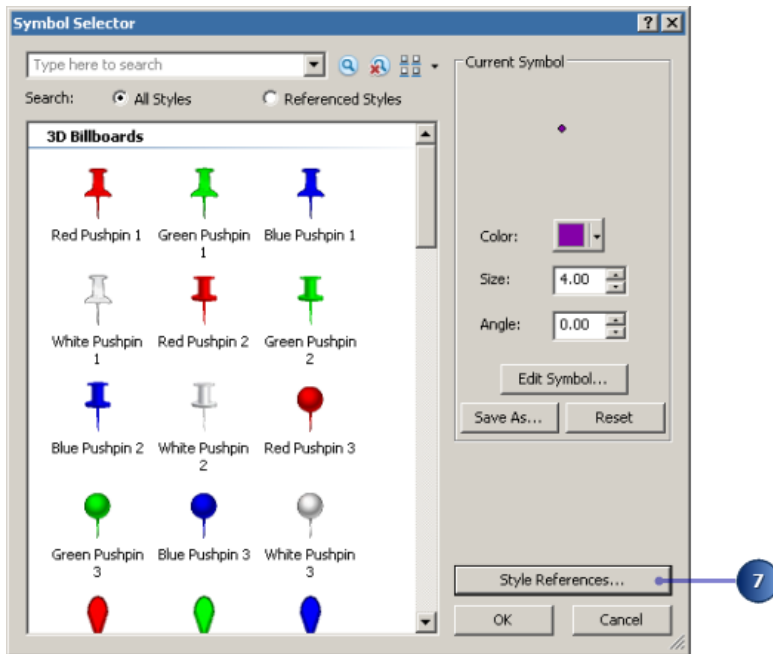 Symbol Selector
Type here to search
Search: All Styles Referenced Styles
3D Billboards
Red Pushpin 1 Green Pushpin 1 Blue Pushpin 1
White Pushpin 1 Red Pushpin 2 Green Pushpin 2
Blue Pushpin 2 White Pushpin 2 Red Pushpin 3
Green Pushpin 3 Blue Pushpin 3 White Pushpin 3
Current Symbol
Color:
Size: 4.00
Angle: 0.00
Edit Symbol...
Save As... Reset
Style References...
7
OK Cancel